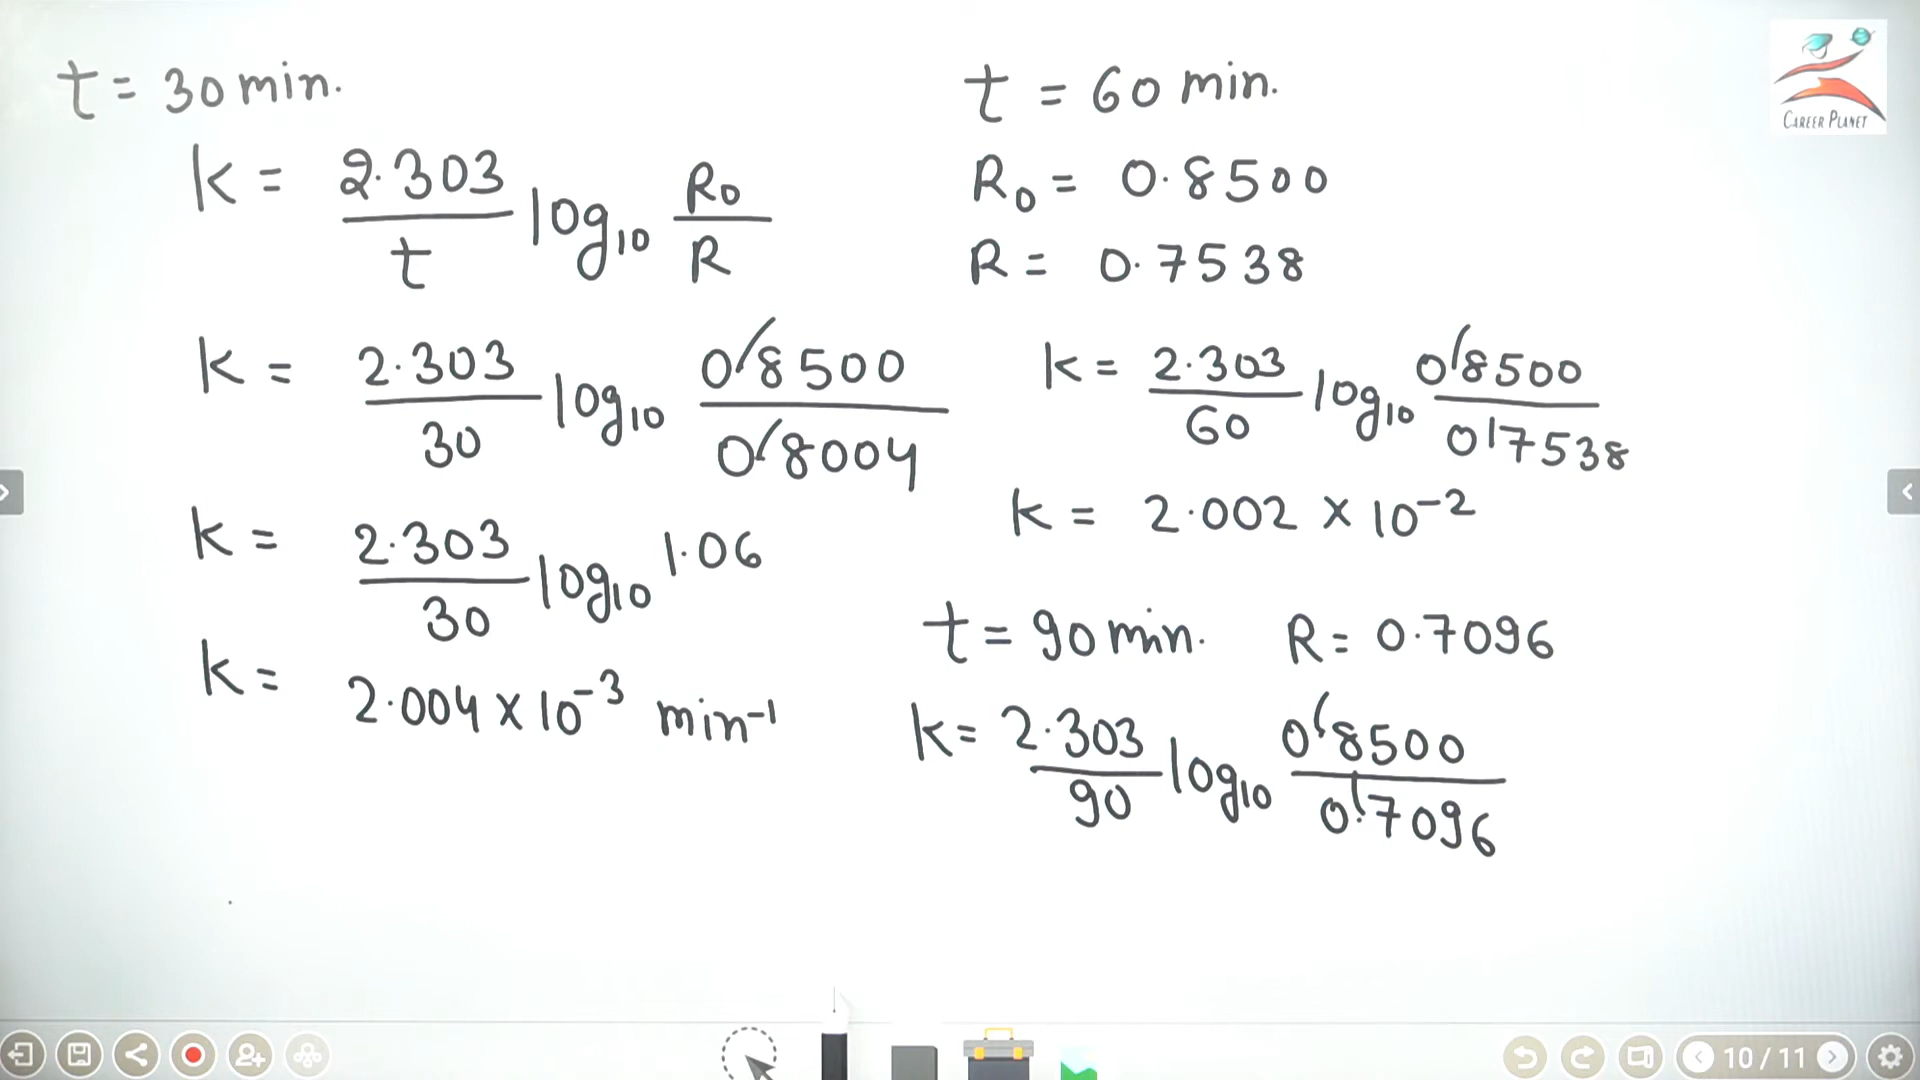 t = 30 min.
k = 2.303 / t log10 R0 / R
k = 2.303 / 30 log10 0.8500 / 0.8004
k = 2.303 / 30 log10 1.06
k = 2.004 x 10^-3 min^-1
t = 60 min.
R0 = 0.8500
R = 0.7538
k = 2.303 / 60 log10 0.8500 / 0.7538
k = 2.002 x 10^-2
t = 90 min. R = 0.7096
k = 2.303 / 90 log10 0.8500 / 0.7096
CAREER PLANET
10 / 11